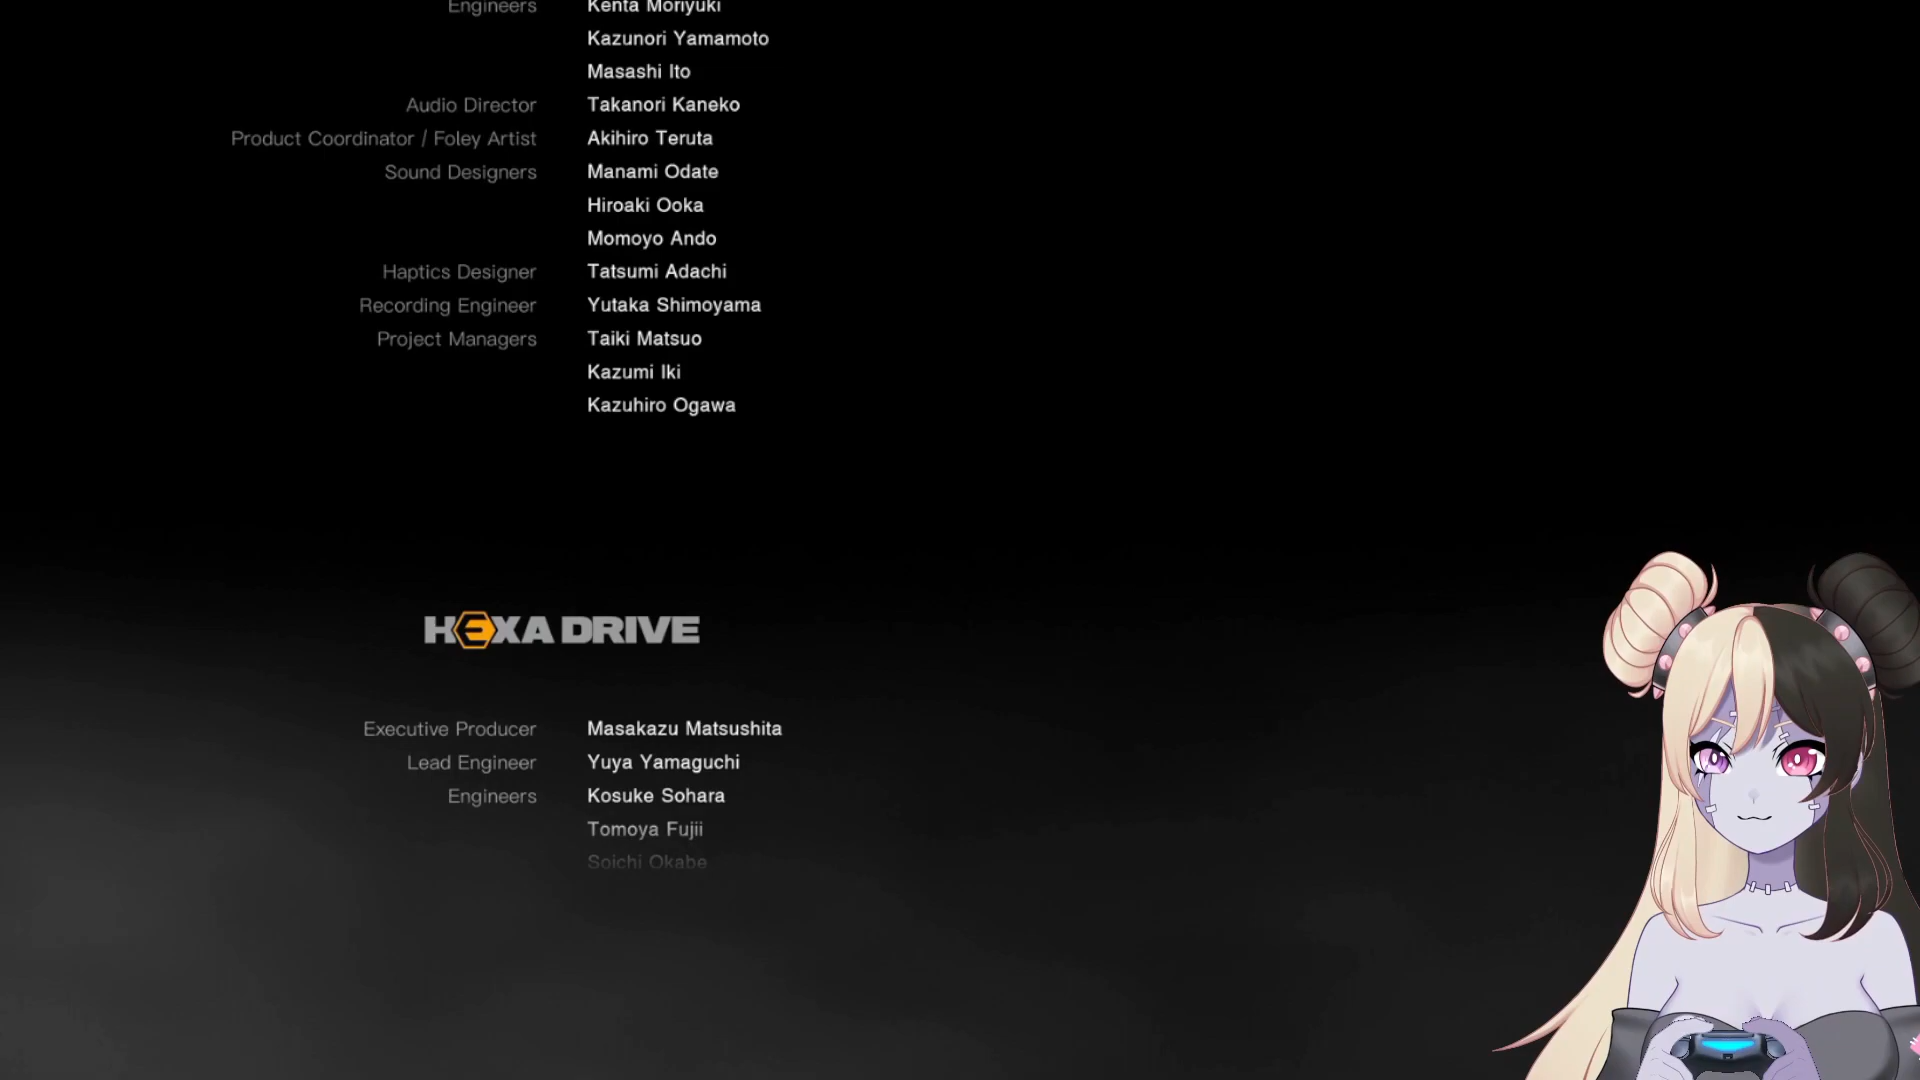 Engineers Kenta Moriyuki
Kazunori Yamamoto
Masashi Ito
Audio Director Takanori Kaneko
Product Coordinator / Foley Artist Akihiro Teruta
Sound Designers Manami Odate
Hiroaki Ooka
Momoyo Ando
Haptics Designer Tatsumi Adachi
Recording Engineer Yutaka Shimoyama
Project Managers Taiki Matsuo
Kazumi Iki
Kazuhiro Ogawa
HEXA DRIVE
Executive Producer Masakazu Matsushita
Lead Engineer Yuya Yamaguchi
Engineers Kosuke Sohara
Tomoya Fujii
Soichi Okabe